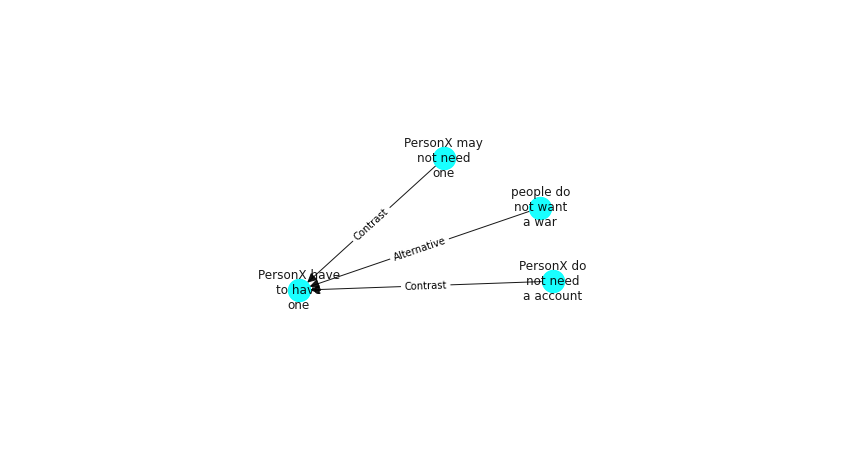 PersonX may
not need
one
people do
not want
a war
Contrast
Alternative
PersonX do
not need
a account
Contrast
PersonX have
to have
one